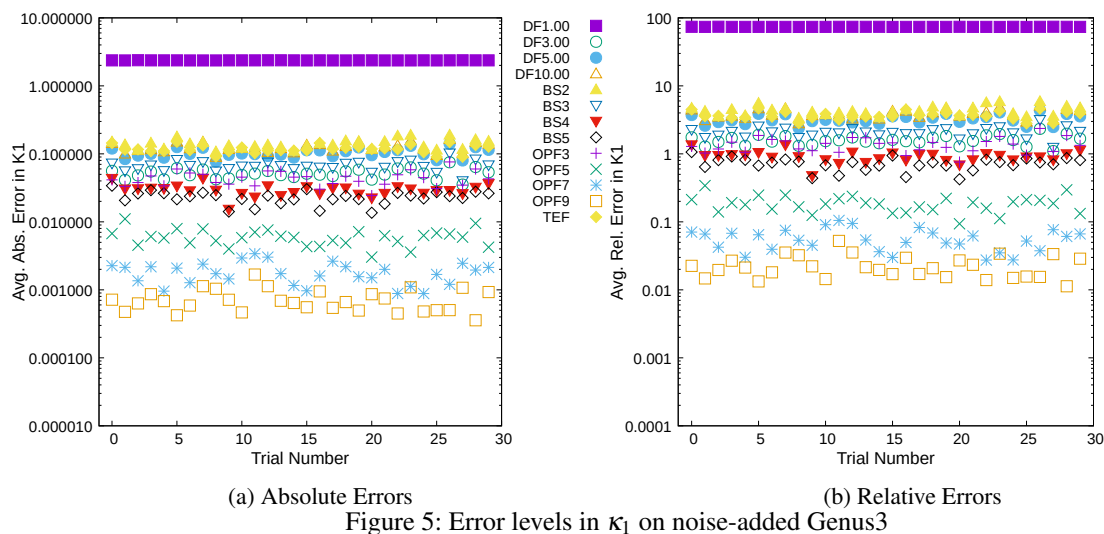 10.000000
1.000000
0.100000
0.010000
0.001000
0.000100
0.000010
Avg. Abs. Error in K1
0 5 10 15 20 25 30
Trial Number
DF1.00
DF3.00
DF5.00
DF10.00
BS2
BS3
BS4
BS5
OPF3
OPF5
OPF7
OPF9
TEF
100
10
1
0.1
0.01
0.001
0.0001
Avg. Rel. Error in K1
0 5 10 15 20 25 30
Trial Number
(a) Absolute Errors
(b) Relative Errors
Figure 5: Error levels in κ₁ on noise-added Genus3